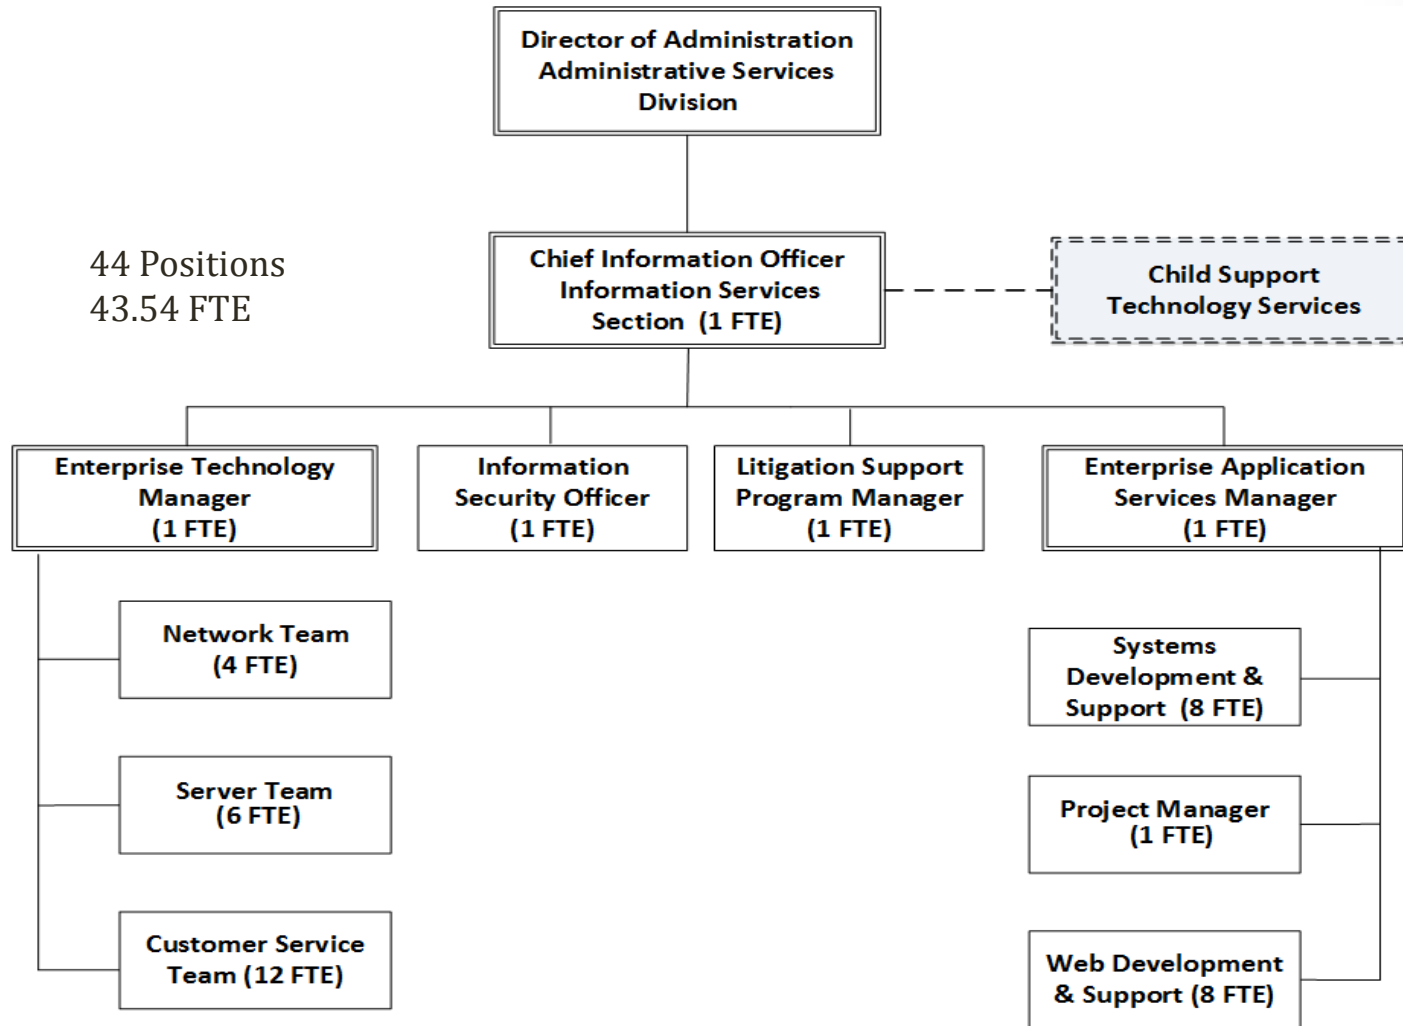 Director of Administration
Administrative Services
Division
44 Positions
43.54 FTE
Chief Information Officer
Information Services
Section (1 FTE)
Child Support
Technology Services
Enterprise Technology
Manager
(1 FTE)
Information
Security Officer
(1 FTE)
Litigation Support
Program Manager
(1 FTE)
Enterprise Application
Services Manager
(1 FTE)
Network Team
(4 FTE)
Server Team
(6 FTE)
Customer Service
Team (12 FTE)
Systems
Development &
Support (8 FTE)
Project Manager
(1 FTE)
Web Development
& Support (8 FTE)